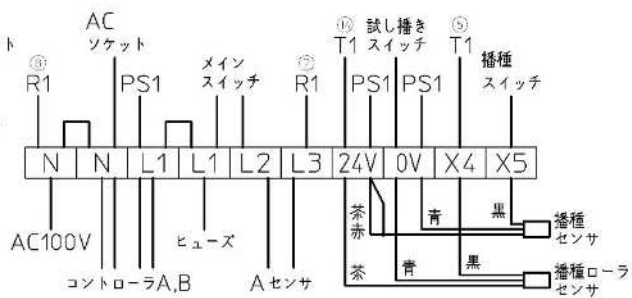 ト
AC
ソケット
⑧
R1
PS1
メイン
スイッチ
⑦
R1
⑭
T1
PS1
試し播き
スイッチ
PS1
⑤
T1
播種
スイッチ
N N L1 L1 L2 L3 24V 0V X4 X5
AC100V
コントローラA,B
ヒューズ
Aセンサ
茶
赤
青
黒
播種
センサ
茶
青
黒
播種ローラ
センサ